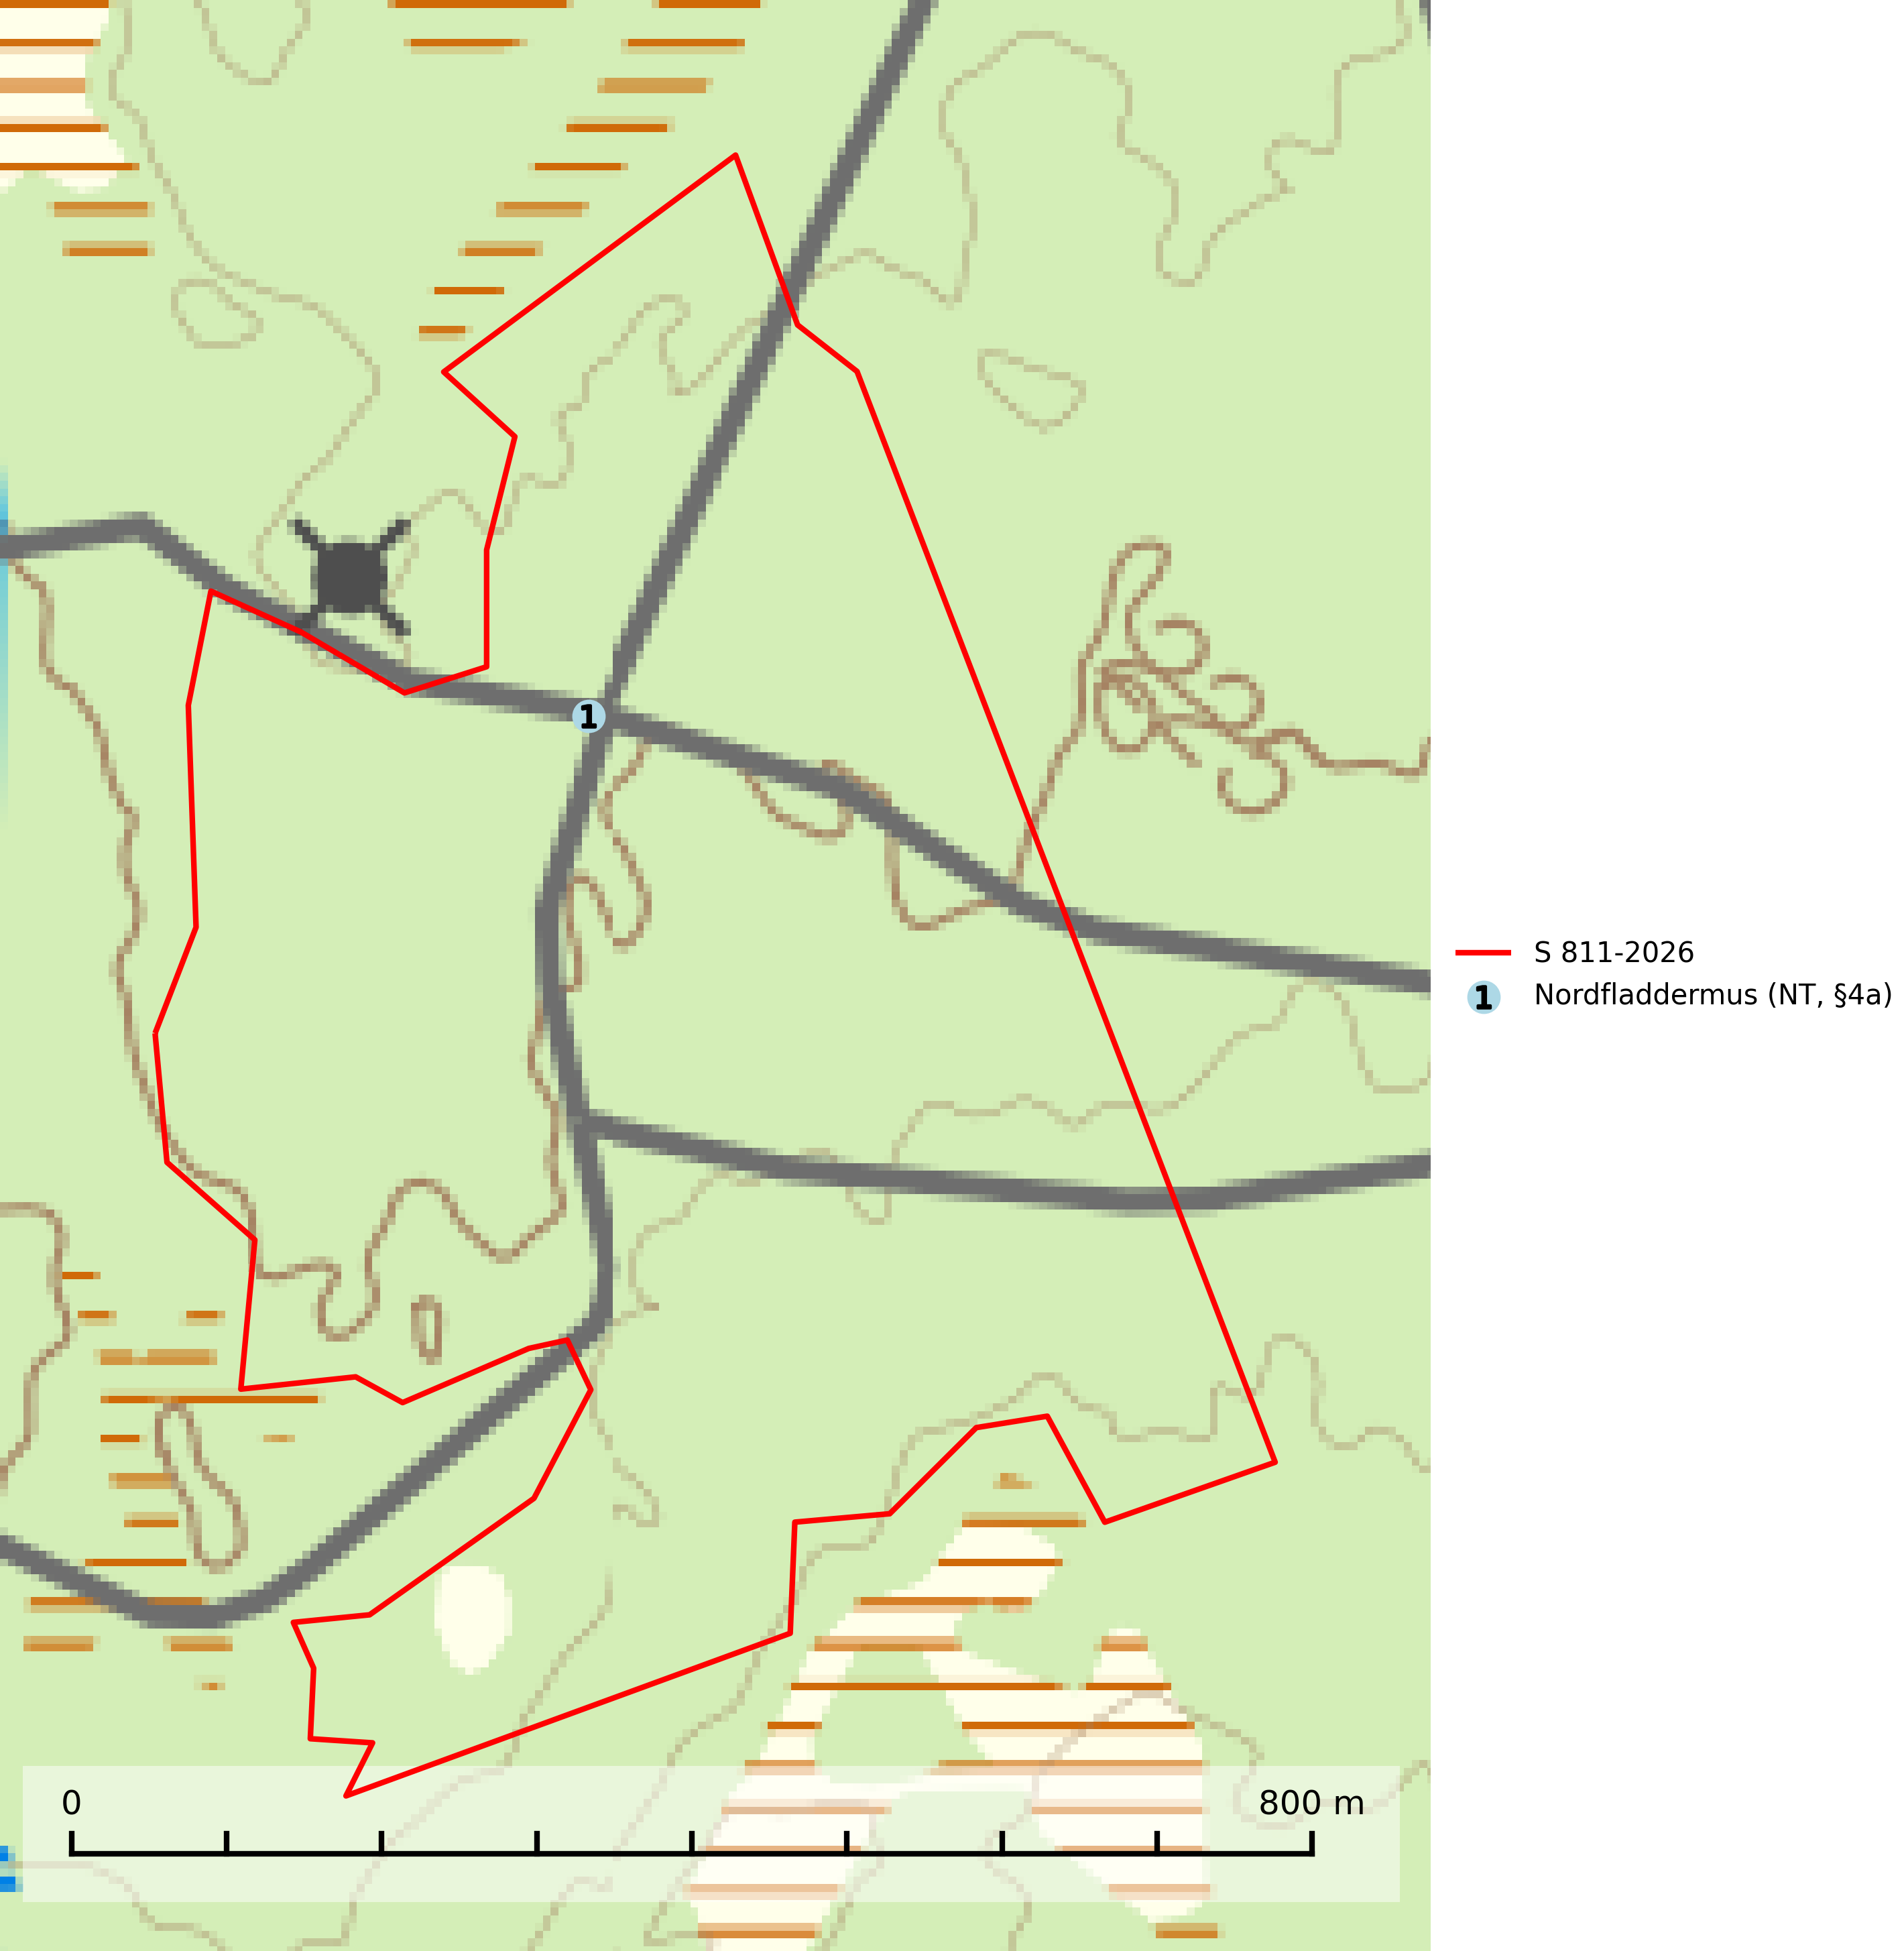 1
S 811-2026
1 Nordfladdermus (NT, §4a)
0 800 m